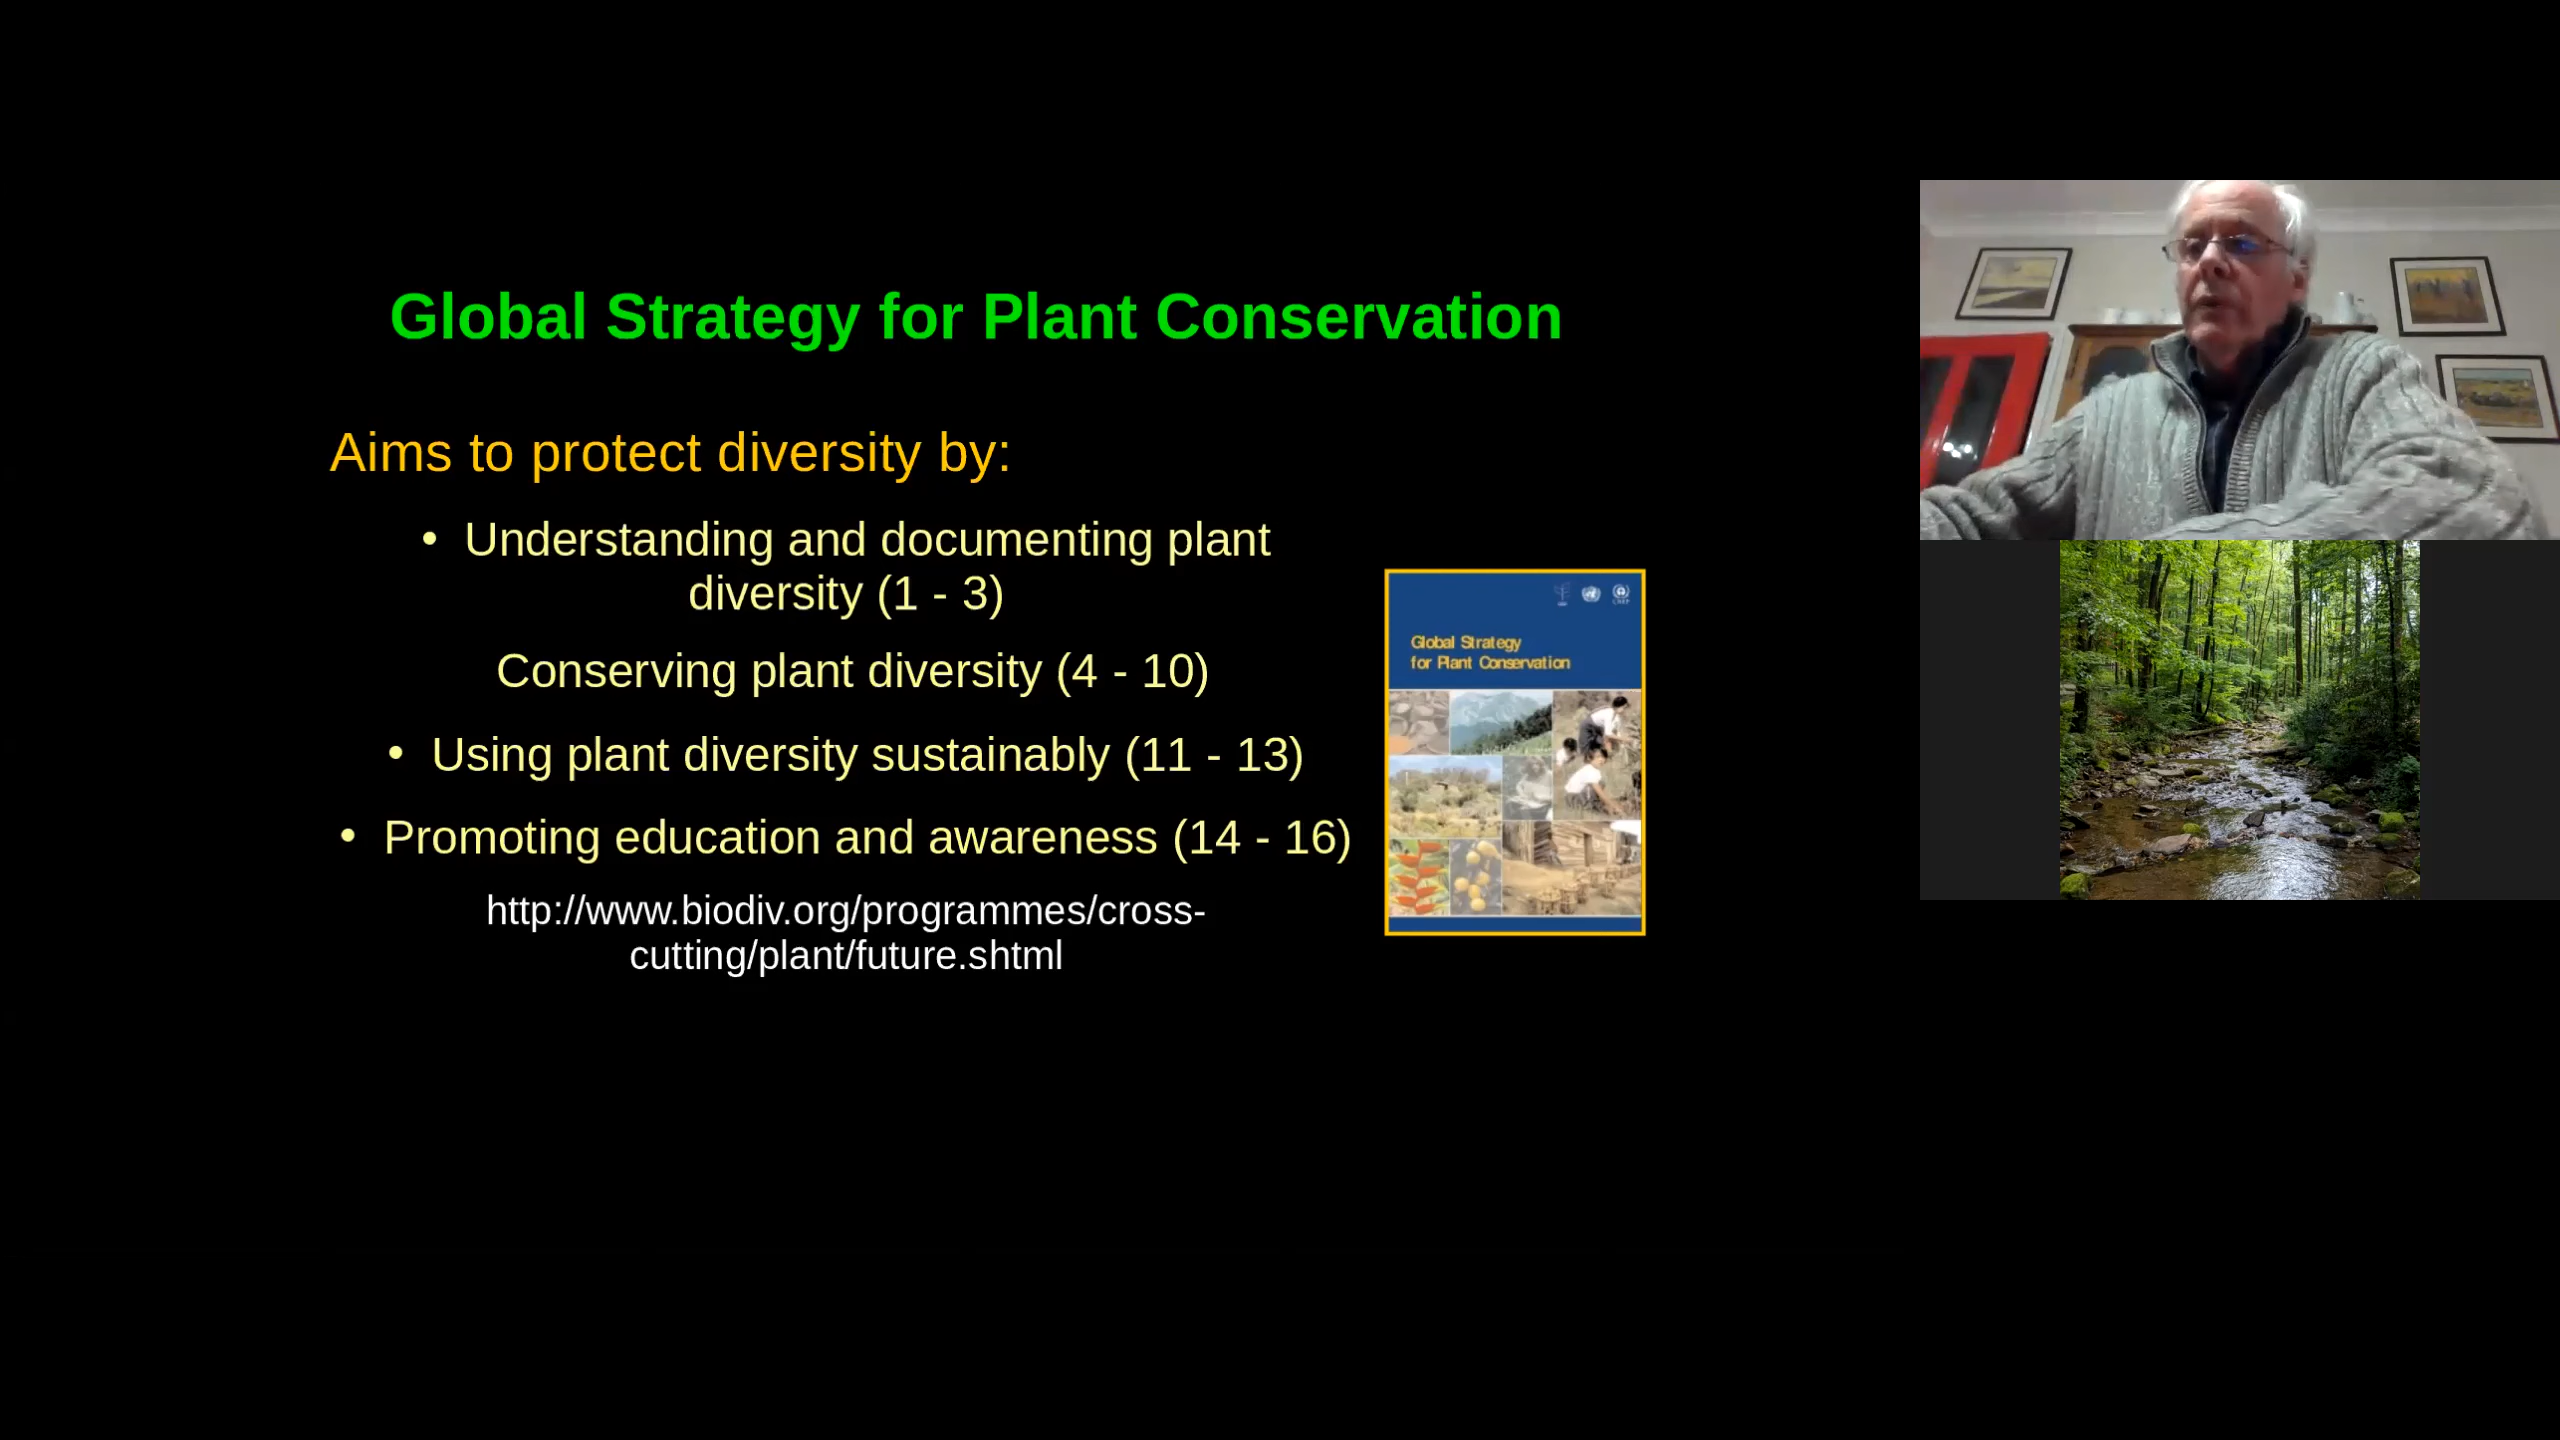 Global Strategy for Plant Conservation
Aims to protect diversity by:
• Understanding and documenting plant
diversity (1 - 3)
Conserving plant diversity (4 - 10)
• Using plant diversity sustainably (11 - 13)
• Promoting education and awareness (14 - 16)
http://www.biodiv.org/programmes/cross-
cutting/plant/future.shtml
Global Strategy
for Plant Conservation